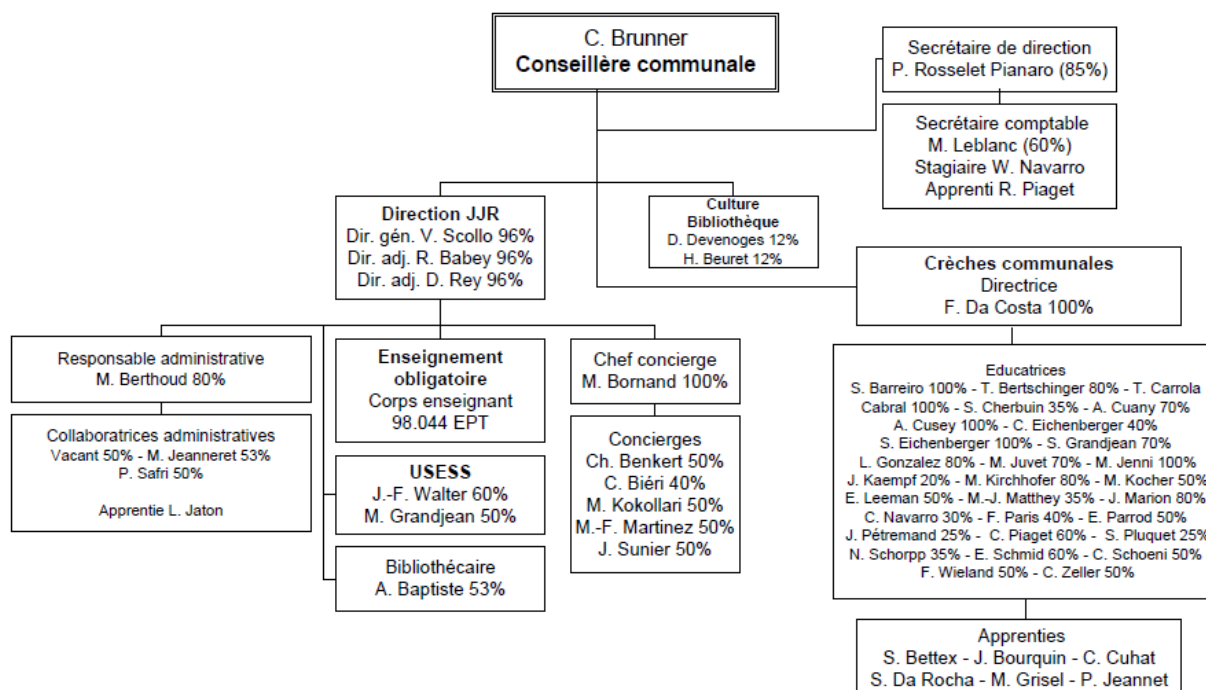 C. Brunner
Conseillère communale
Secrétaire de direction
P. Rosselet Pianaro (85%)
Secrétaire comptable
M. Leblanc (60%)
Stagiaire W. Navarro
Apprenti R. Piaget
Direction JJR
Dir. gén. V. Scollo 96%
Dir. adj. R. Babey 96%
Dir. adj. D. Rey 96%
Culture
Bibliothèque
D. Devenoges 12%
H. Beuret 12%
Crèches communales
Directrice
F. Da Costa 100%
Responsable administrative
M. Berthoud 80%
Collaboratrices administratives
Vacant 50% - M. Jeanneret 53%
P. Safri 50%
Apprentie L. Jaton
Enseignement
obligatoire
Corps enseignant
98.044 EPT
USESS
J.-F. Walter 60%
M. Grandjean 50%
Bibliothécaire
A. Baptiste 53%
Chef concierge
M. Bornand 100%
Concierges
Ch. Benkert 50%
C. Biéri 40%
M. Kokollari 50%
M.-F. Martinez 50%
J. Sunier 50%
Educatrices
S. Barreiro 100% - T. Bertschinger 80% - T. Carrola
Cabral 100% - S. Cherbuin 35% - A. Cuany 70%
A. Cusey 100% - C. Eichenberger 40%
S. Eichenberger 100% - S. Grandjean 70%
L. Gonzalez 80% - M. Juvet 70% - M. Jenni 100%
J. Kaempf 20% - M. Kirchhofer 80% - M. Kocher 50%
E. Leeman 50% - M.-J. Matthey 35% - J. Marion 80%
C. Navarro 30% - F. Paris 40% - E. Parrod 50%
J. Pétremand 25% - C. Piaget 60% - S. Pluquet 25%
N. Schorpp 35% - E. Schmid 60% - C. Schoeni 50%
F. Wieland 50% - C. Zeller 50%
Apprenties
S. Bettex - J. Bourquin - C. Cuhat
S. Da Rocha - M. Grisel - P. Jeannet